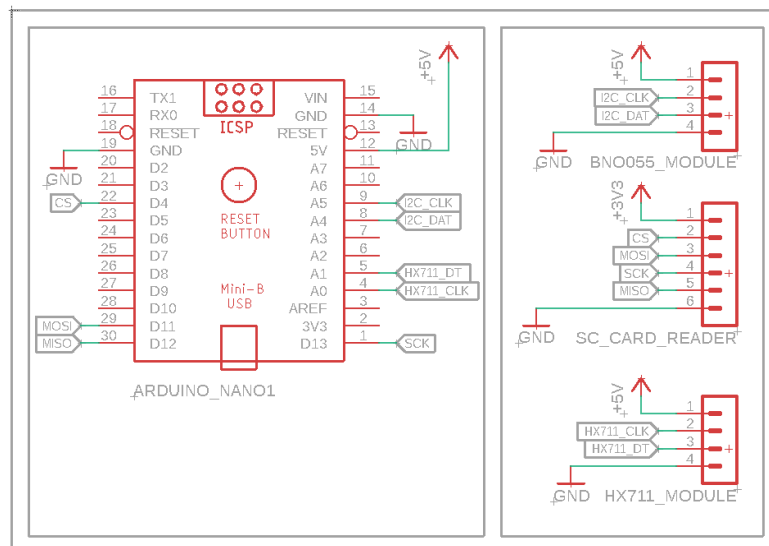 +5V
16 TX1 VIN 15
17 RX0 GND 14
18 RESET RESET 13
19 GND 5V 12
20 D2 A7 11
21 D3 A6 10
22 D4 A5 9
23 D5 A4 8
24 D6 A3 7
25 D7 A2 6
26 D8 A1 5
27 D9 A0 4
28 D10 AREF 3
29 D11 3V3 2
30 D12 D13 1
ICSP
RESET
BUTTON
Mini-B
USB
GND
GND
CS
MOSI
MISO
I2C_CLK
I2C_DAT
HX711_DT
HX711_CLK
SCK
ARDUINO_NANO1
+5V
1
I2C_CLK 2
I2C_DAT 3
4
GND BNO055_MODULE
+3V3
1
CS 2
MOSI 3
SCK 4
MISO 5
6
GND SC_CARD_READER
+5V
1
HX711_CLK 2
HX711_DT 3
4
GND HX711_MODULE